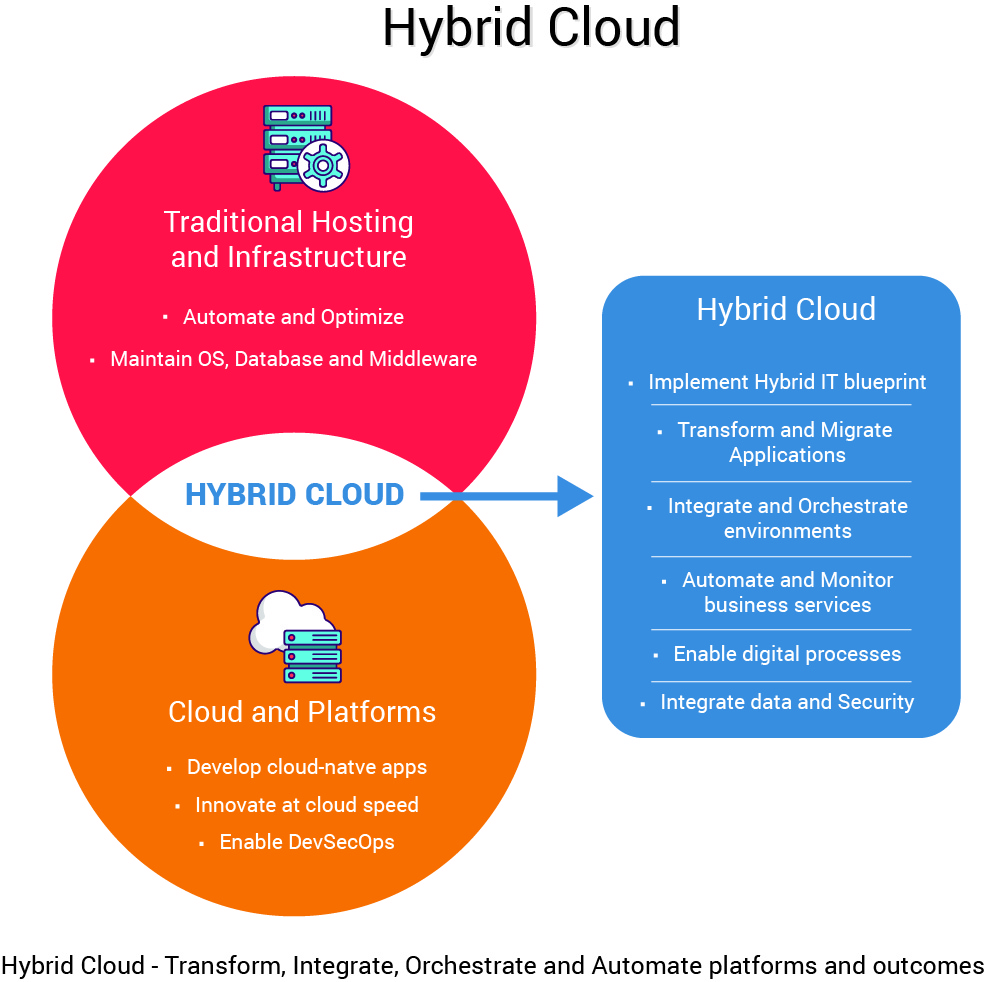 Hybrid Cloud
Traditional Hosting
and Infrastructure
▪ Automate and Optimize
▪ Maintain OS, Database and Middleware
HYBRID CLOUD
Cloud and Platforms
▪ Develop cloud-natve apps
▪ Innovate at cloud speed
▪ Enable DevSecOps
Hybrid Cloud
▪ Implement Hybrid IT blueprint
▪ Transform and Migrate
Applications
▪ Integrate and Orchestrate
environments
▪ Automate and Monitor
business services
▪ Enable digital processes
▪ Integrate data and Security
Hybrid Cloud - Transform, Integrate, Orchestrate and Automate platforms and outcomes